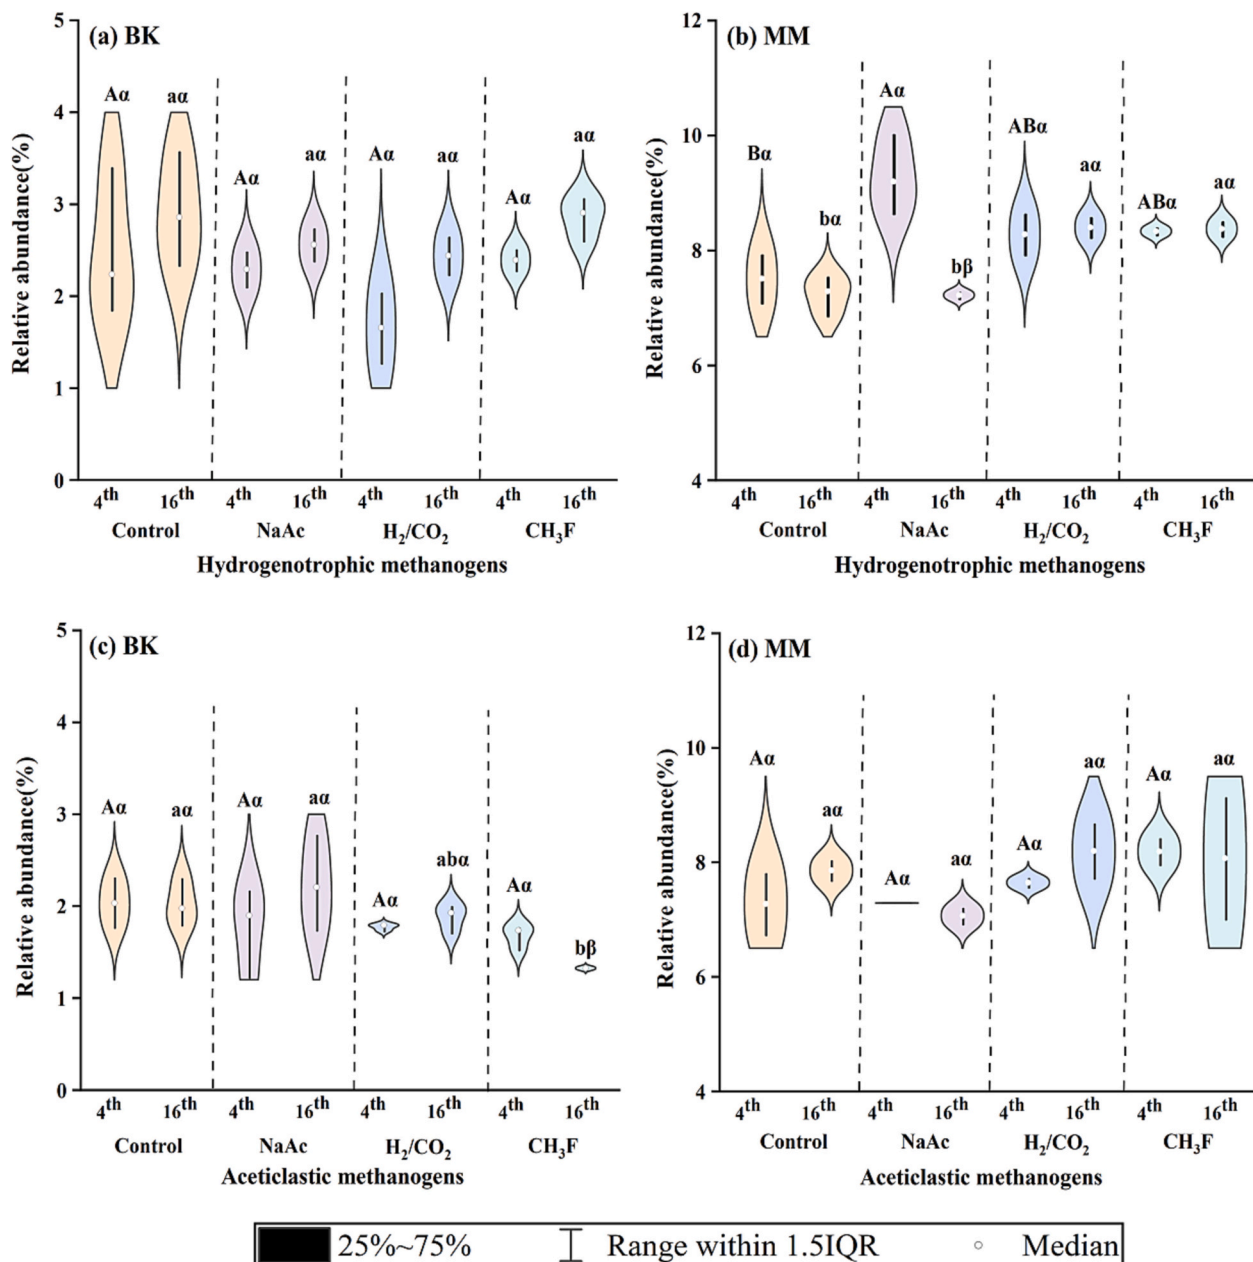 (a) BK
Relative abundance(%)
5
4
3
2
1
0
Aα aα Aα aα Aα aα Aα aα
4th 16th 4th 16th 4th 16th 4th 16th
Control NaAc H₂/CO₂ CH₃F
Hydrogenotrophic methanogens
(b) MM
Relative abundance(%)
12
10
8
6
4
Bα bα Aα bβ ABα aα ABα aα
4th 16th 4th 16th 4th 16th 4th 16th
Control NaAc H₂/CO₂ CH₃F
Hydrogenotrophic methanogens
(c) BK
Relative abundance(%)
5
4
3
2
1
0
Aα aα Aα aα Aα abα Aα bβ
4th 16th 4th 16th 4th 16th 4th 16th
Control NaAc H₂/CO₂ CH₃F
Aceticlastic methanogens
(d) MM
Relative abundance(%)
12
10
8
6
4
Aα aα Aα aα Aα aα Aα aα
4th 16th 4th 16th 4th 16th 4th 16th
Control NaAc H₂/CO₂ CH₃F
Aceticlastic methanogens
25%~75% Range within 1.5IQR Median